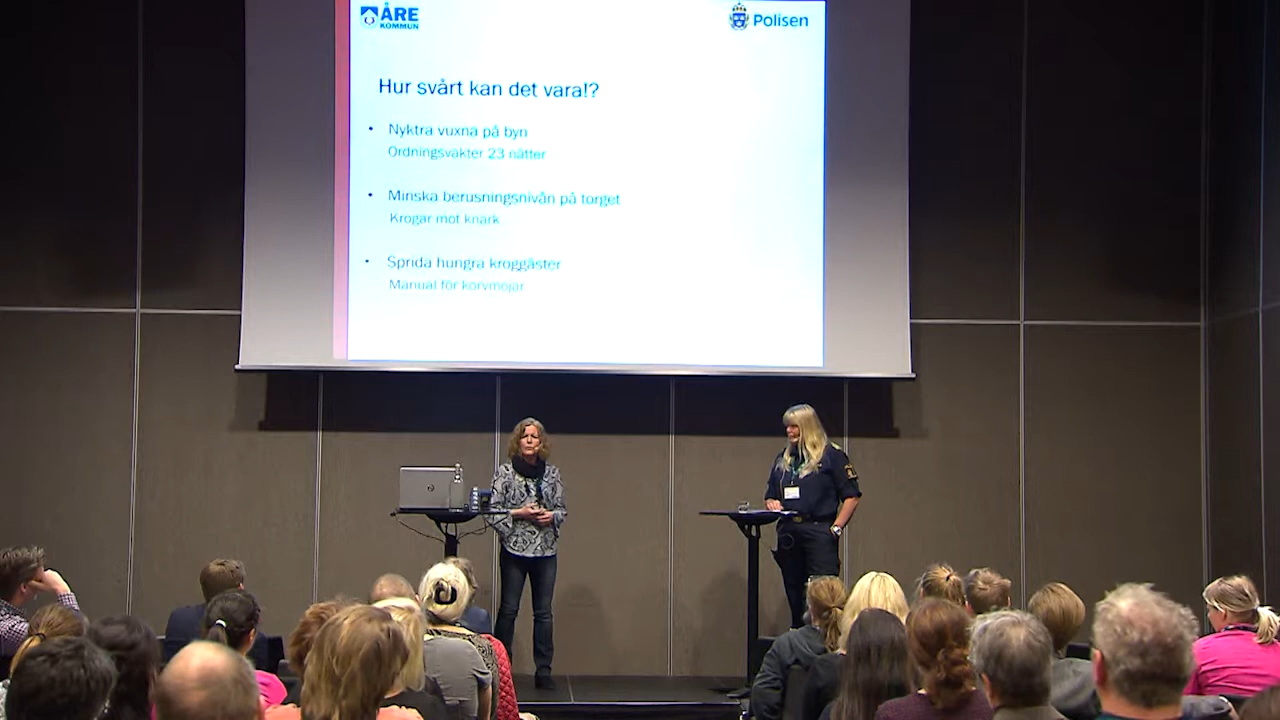 ÅRE
KOMMUN
Polisen
Hur svårt kan det vara!?
• Nyktra vuxna på byn
Ordningsvakter 23 nätter
• Minska berusningsnivån på torget
Krogar mot knark
• Sprida hungra kroggäster
Manual för korvmojar